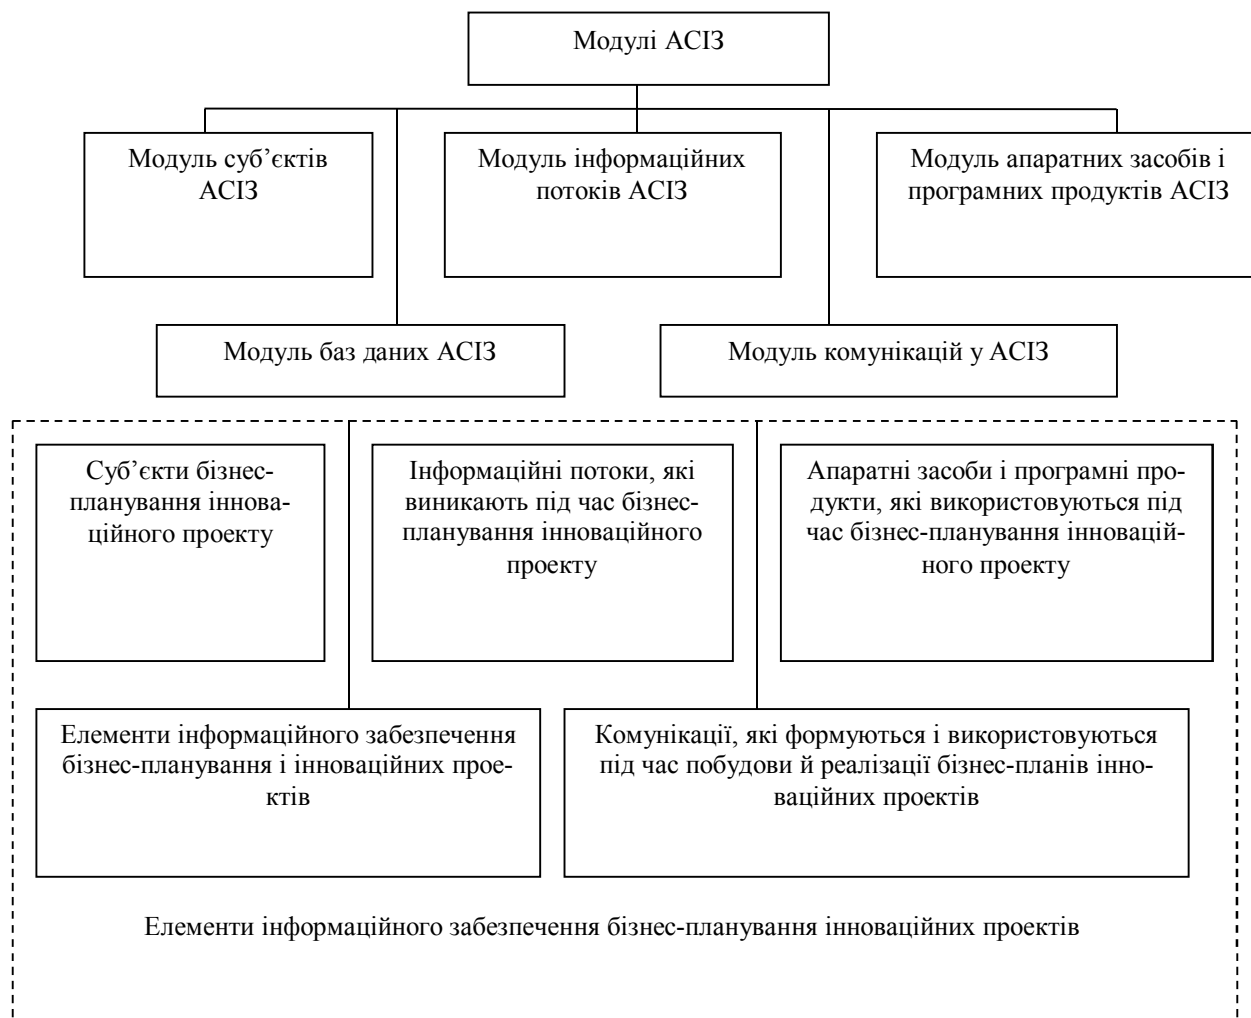 Модулі АСІЗ
Модуль суб’єктів
АСІЗ
Модуль інформаційних
потоків АСІЗ
Модуль апаратних засобів і
програмних продуктів АСІЗ
Модуль баз даних АСІЗ
Модуль комунікацій у АСІЗ
Суб’єкти бізнес-
планування іннова-
ційного проекту
Інформаційні потоки, які
виникають під час бізнес-
планування інноваційного
проекту
Апаратні засоби і програмні про-
дукти, які використовуються під
час бізнес-планування інновацій-
ного проекту
Елементи інформаційного забезпечення
бізнес-планування і інноваційних прое-
ктів
Комунікації, які формуються і використовуються
під час побудови й реалізації бізнес-планів інно-
ваційних проектів
Елементи інформаційного забезпечення бізнес-планування інноваційних проектів